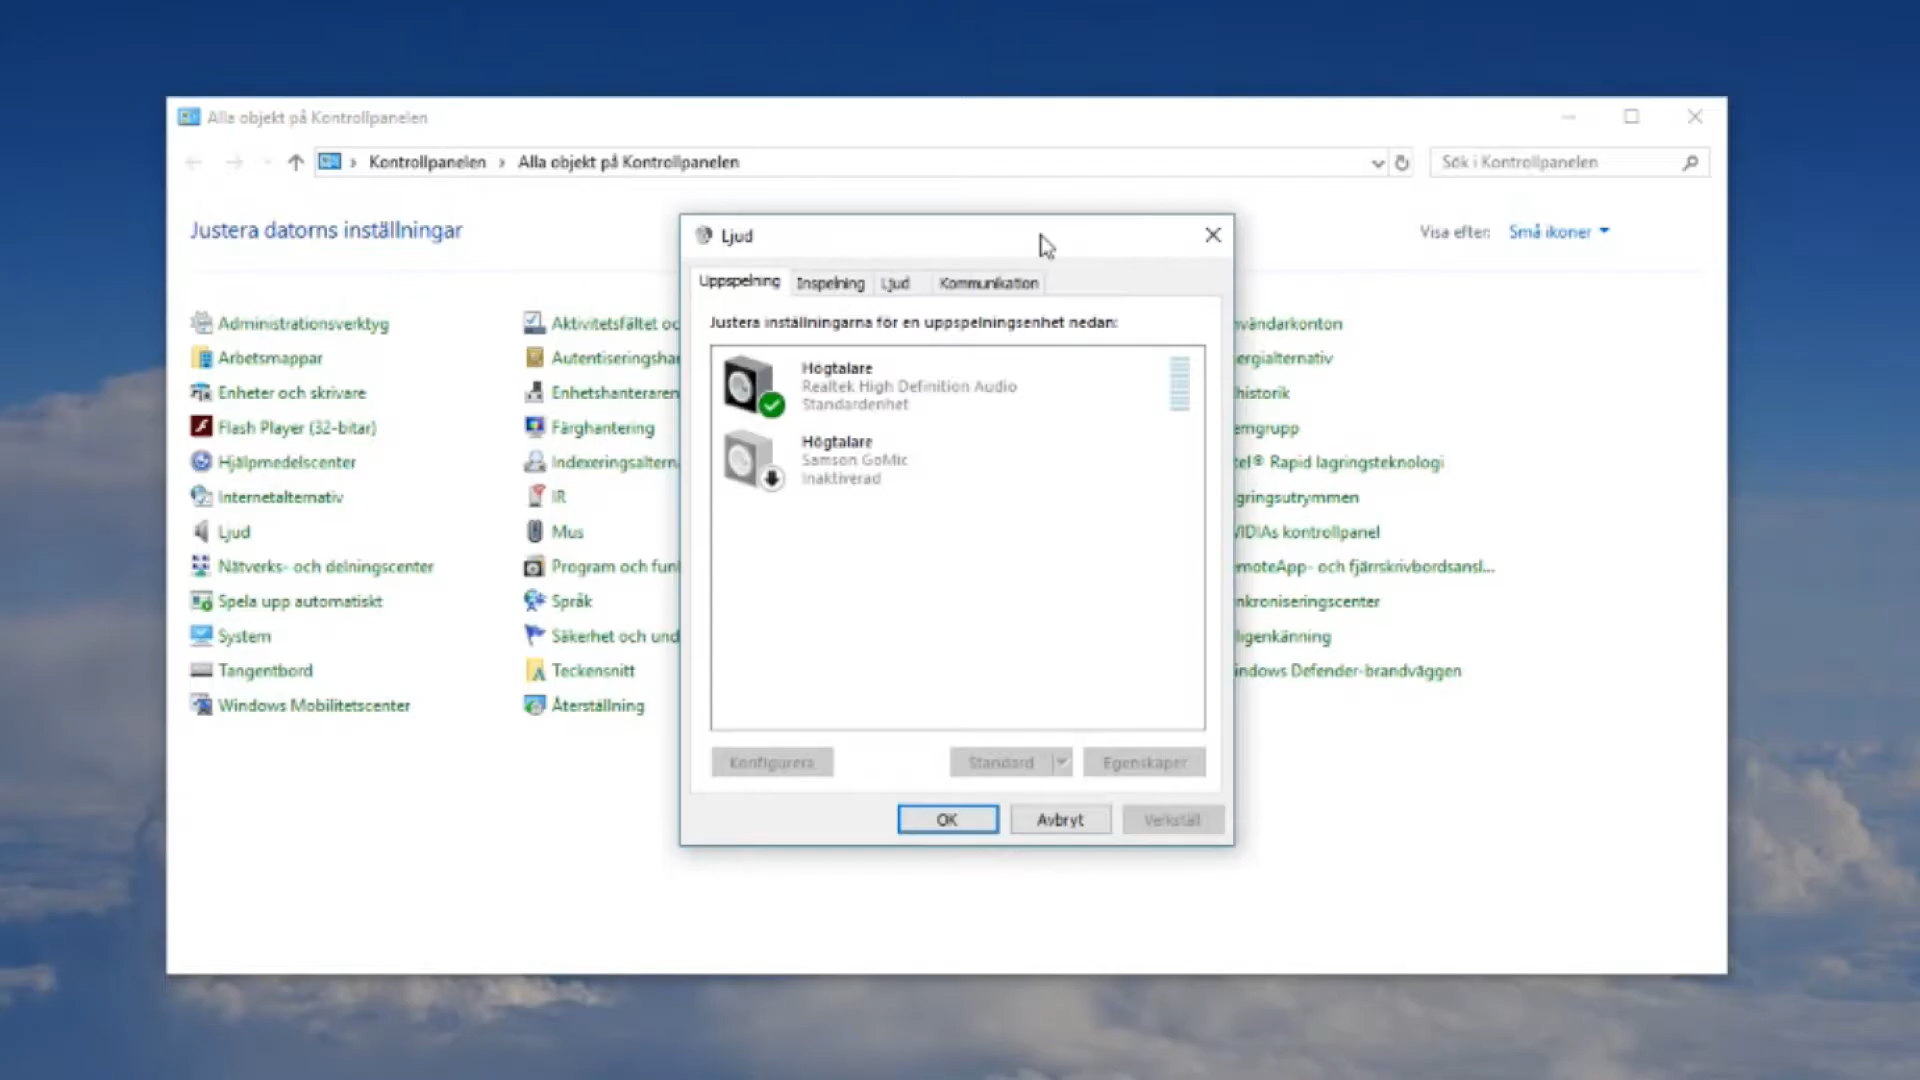 Alla objekt på Kontrollpanelen
Kontrollpanelen › Alla objekt på Kontrollpanelen
Sök i Kontrollpanelen
Justera datorns inställningar
Visa efter: Små ikoner
Administrationsverktyg
Arbetsmappar
Enheter och skrivare
Flash Player (32-bitar)
Hjälpmedelscenter
Internetalternativ
Ljud
Nätverks- och delningscenter
Spela upp automatiskt
System
Tangentbord
Windows Mobilitetscenter
Aktivitetsfältet oc
Autentiseringshan
Enhetshanteraren
Färghantering
Indexeringsaltern
IR
Mus
Program och fun
Språk
Säkerhet och und
Teckensnitt
Återställning
Ljud
Uppspelning
Inspelning
Ljud
Kommunikation
Justera inställningarna för en uppspelningsenhet nedan:
Högtalare
Realtek High Definition Audio
Standardenhet
Högtalare
Samson GoMic
Inaktiverad
Konfigurera
Standard
Egenskaper
OK
Avbryt
Verkställ
nvändarkonton
ergialternativ
historik
emgrupp
tel® Rapid lagringsteknologi
gringsutrymmen
VIDIAs kontrollpanel
moteApp- och fjärrskrivbordsansl...
nkroniseringscenter
ligenkänning
indows Defender-brandväggen